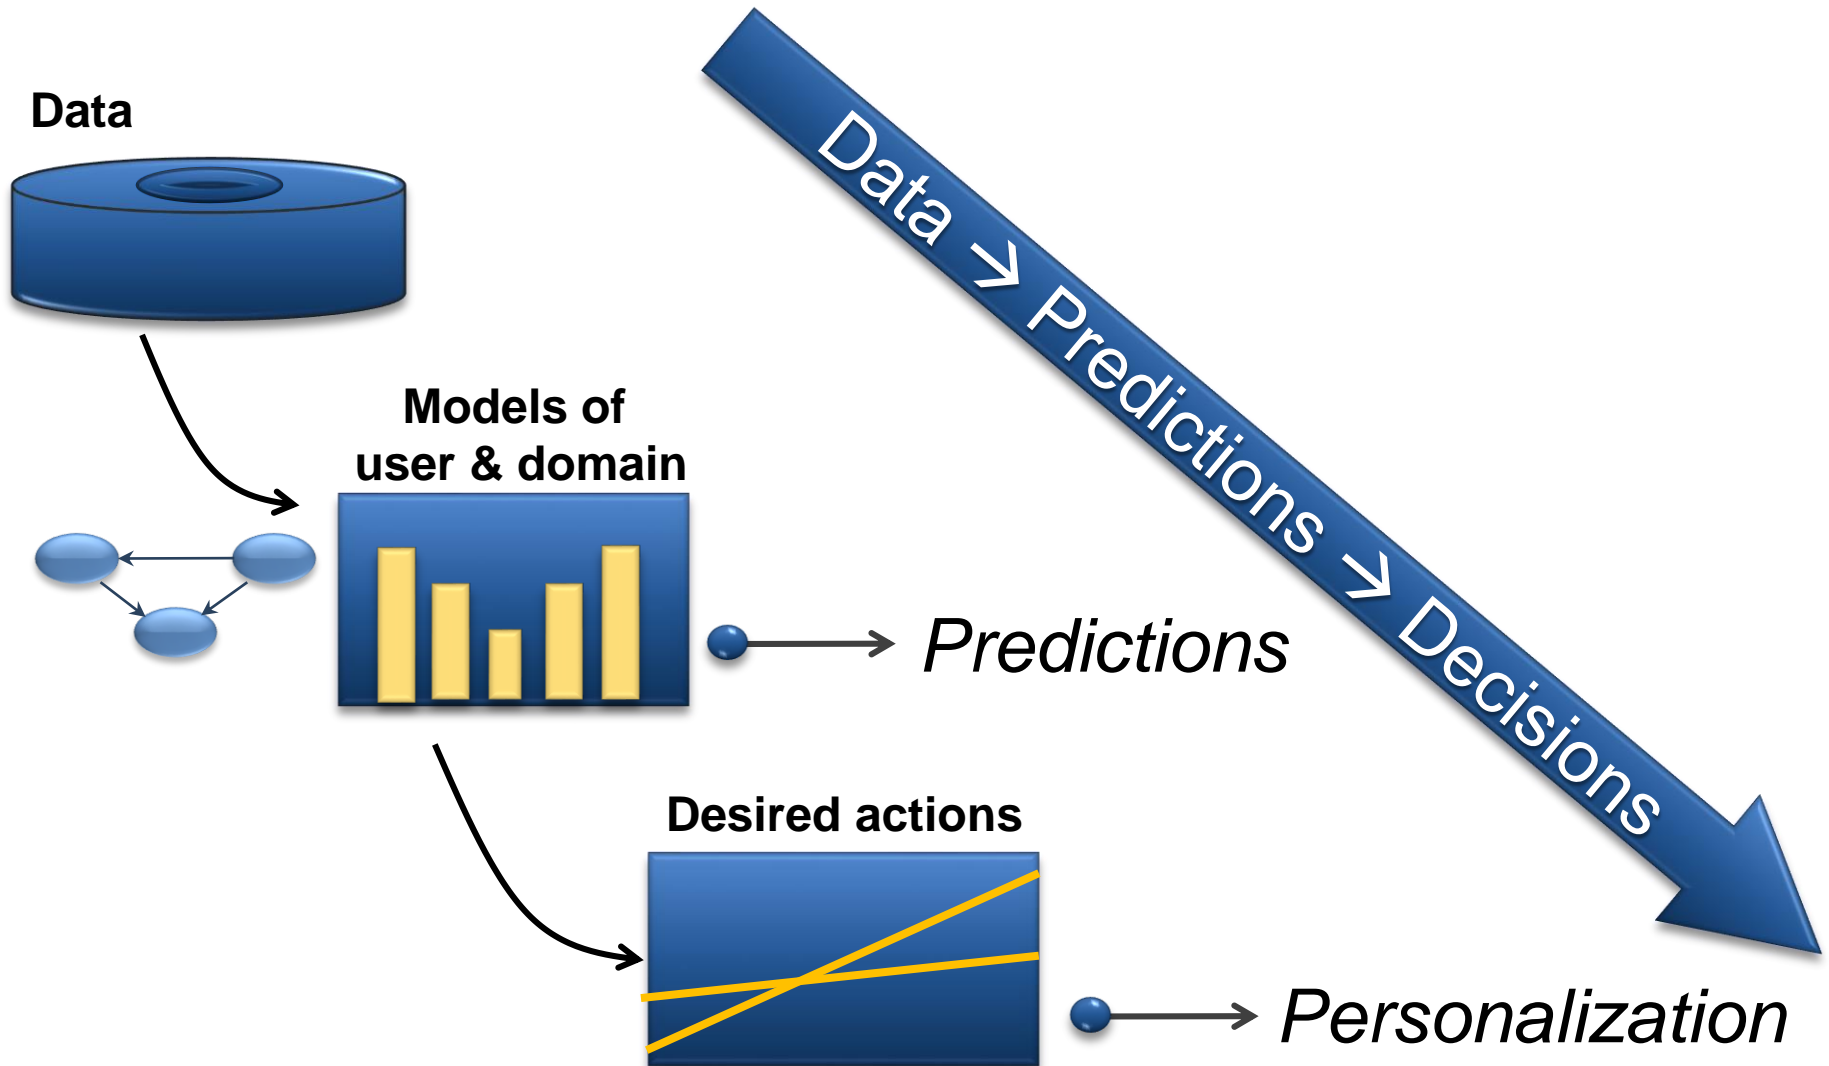 Data
Data → Predictions → Decisions
Models of
user & domain
Predictions
Desired actions
Personalization